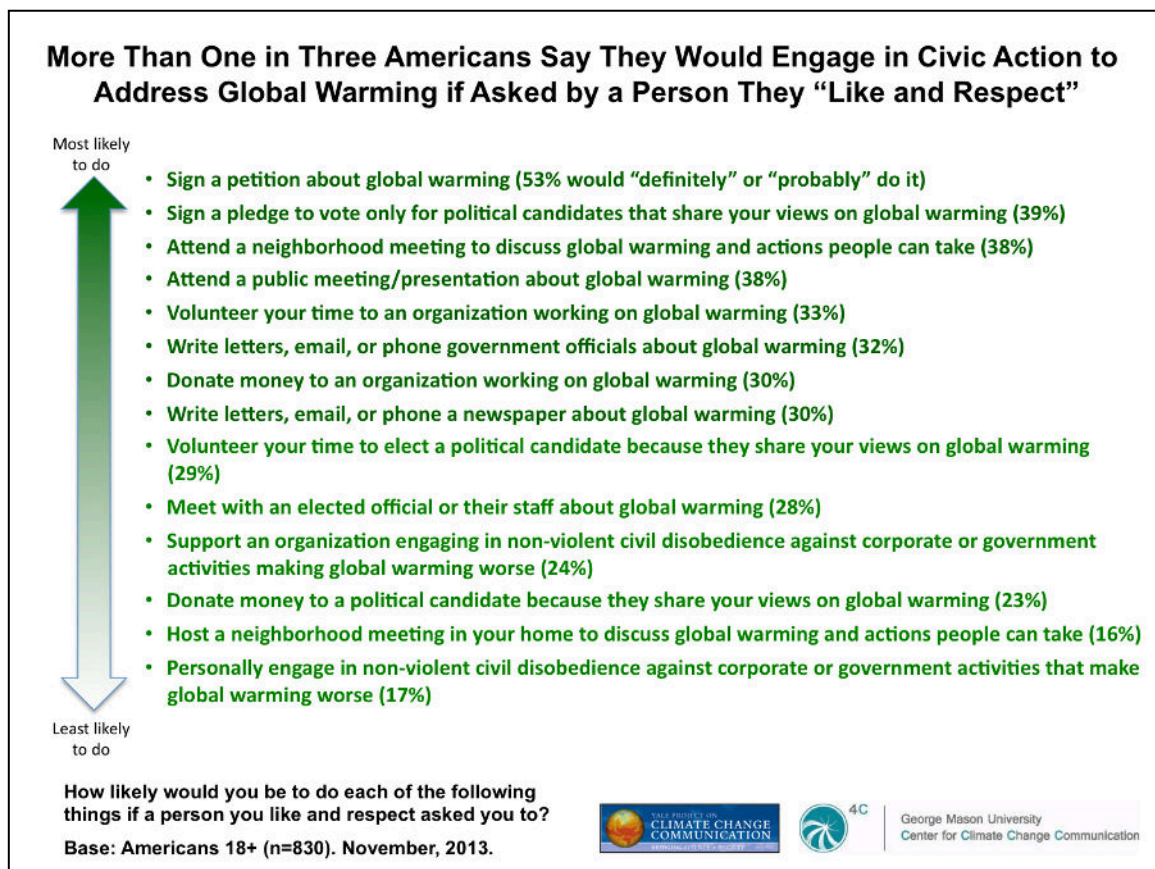 More Than One in Three Americans Say They Would Engage in Civic Action to
Address Global Warming if Asked by a Person They “Like and Respect”
Most likely
to do
• Sign a petition about global warming (53% would “definitely” or “probably” do it)
• Sign a pledge to vote only for political candidates that share your views on global warming (39%)
• Attend a neighborhood meeting to discuss global warming and actions people can take (38%)
• Attend a public meeting/presentation about global warming (38%)
• Volunteer your time to an organization working on global warming (33%)
• Write letters, email, or phone government officials about global warming (32%)
• Donate money to an organization working on global warming (30%)
• Write letters, email, or phone a newspaper about global warming (30%)
• Volunteer your time to elect a political candidate because they share your views on global warming
(29%)
• Meet with an elected official or their staff about global warming (28%)
• Support an organization engaging in non-violent civil disobedience against corporate or government
activities making global warming worse (24%)
• Donate money to a political candidate because they share your views on global warming (23%)
• Host a neighborhood meeting in your home to discuss global warming and actions people can take (16%)
• Personally engage in non-violent civil disobedience against corporate or government activities that make
global warming worse (17%)
Least likely
to do
How likely would you be to do each of the following
things if a person you like and respect asked you to?
Base: Americans 18+ (n=830). November, 2013.
YALE PROJECT ON
CLIMATE CHANGE
COMMUNICATION
4C
George Mason University
Center for Climate Change Communication